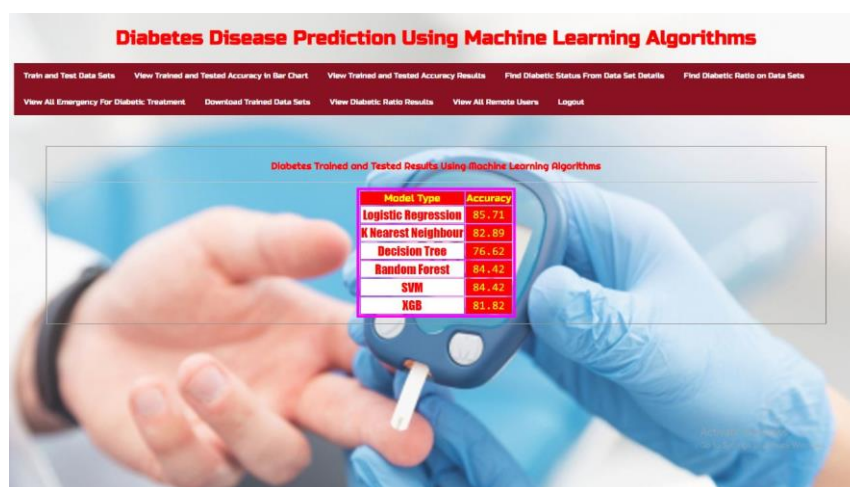 Diabetes Disease Prediction Using Machine Learning Algorithms
Train and Test Data Sets View Trained and Tested Accuracy in Bar Chart View Trained and Tested Accuracy Results Find Diabetic Status From Data Set Details Find Diabetic Ratio on Data Sets
View All Emergency For Diabetic Treatment Download Trained Data Sets View Diabetic Ratio Results View All Remote Users Logout
Diabetes Trained and Tested Results Using Machine Learning Algorithms
Model Type Accuracy
Logistic Regression 85.71
K Nearest Neighbour 82.89
Decision Tree 76.62
Random Forest 84.42
SVM 84.42
XGB 81.82